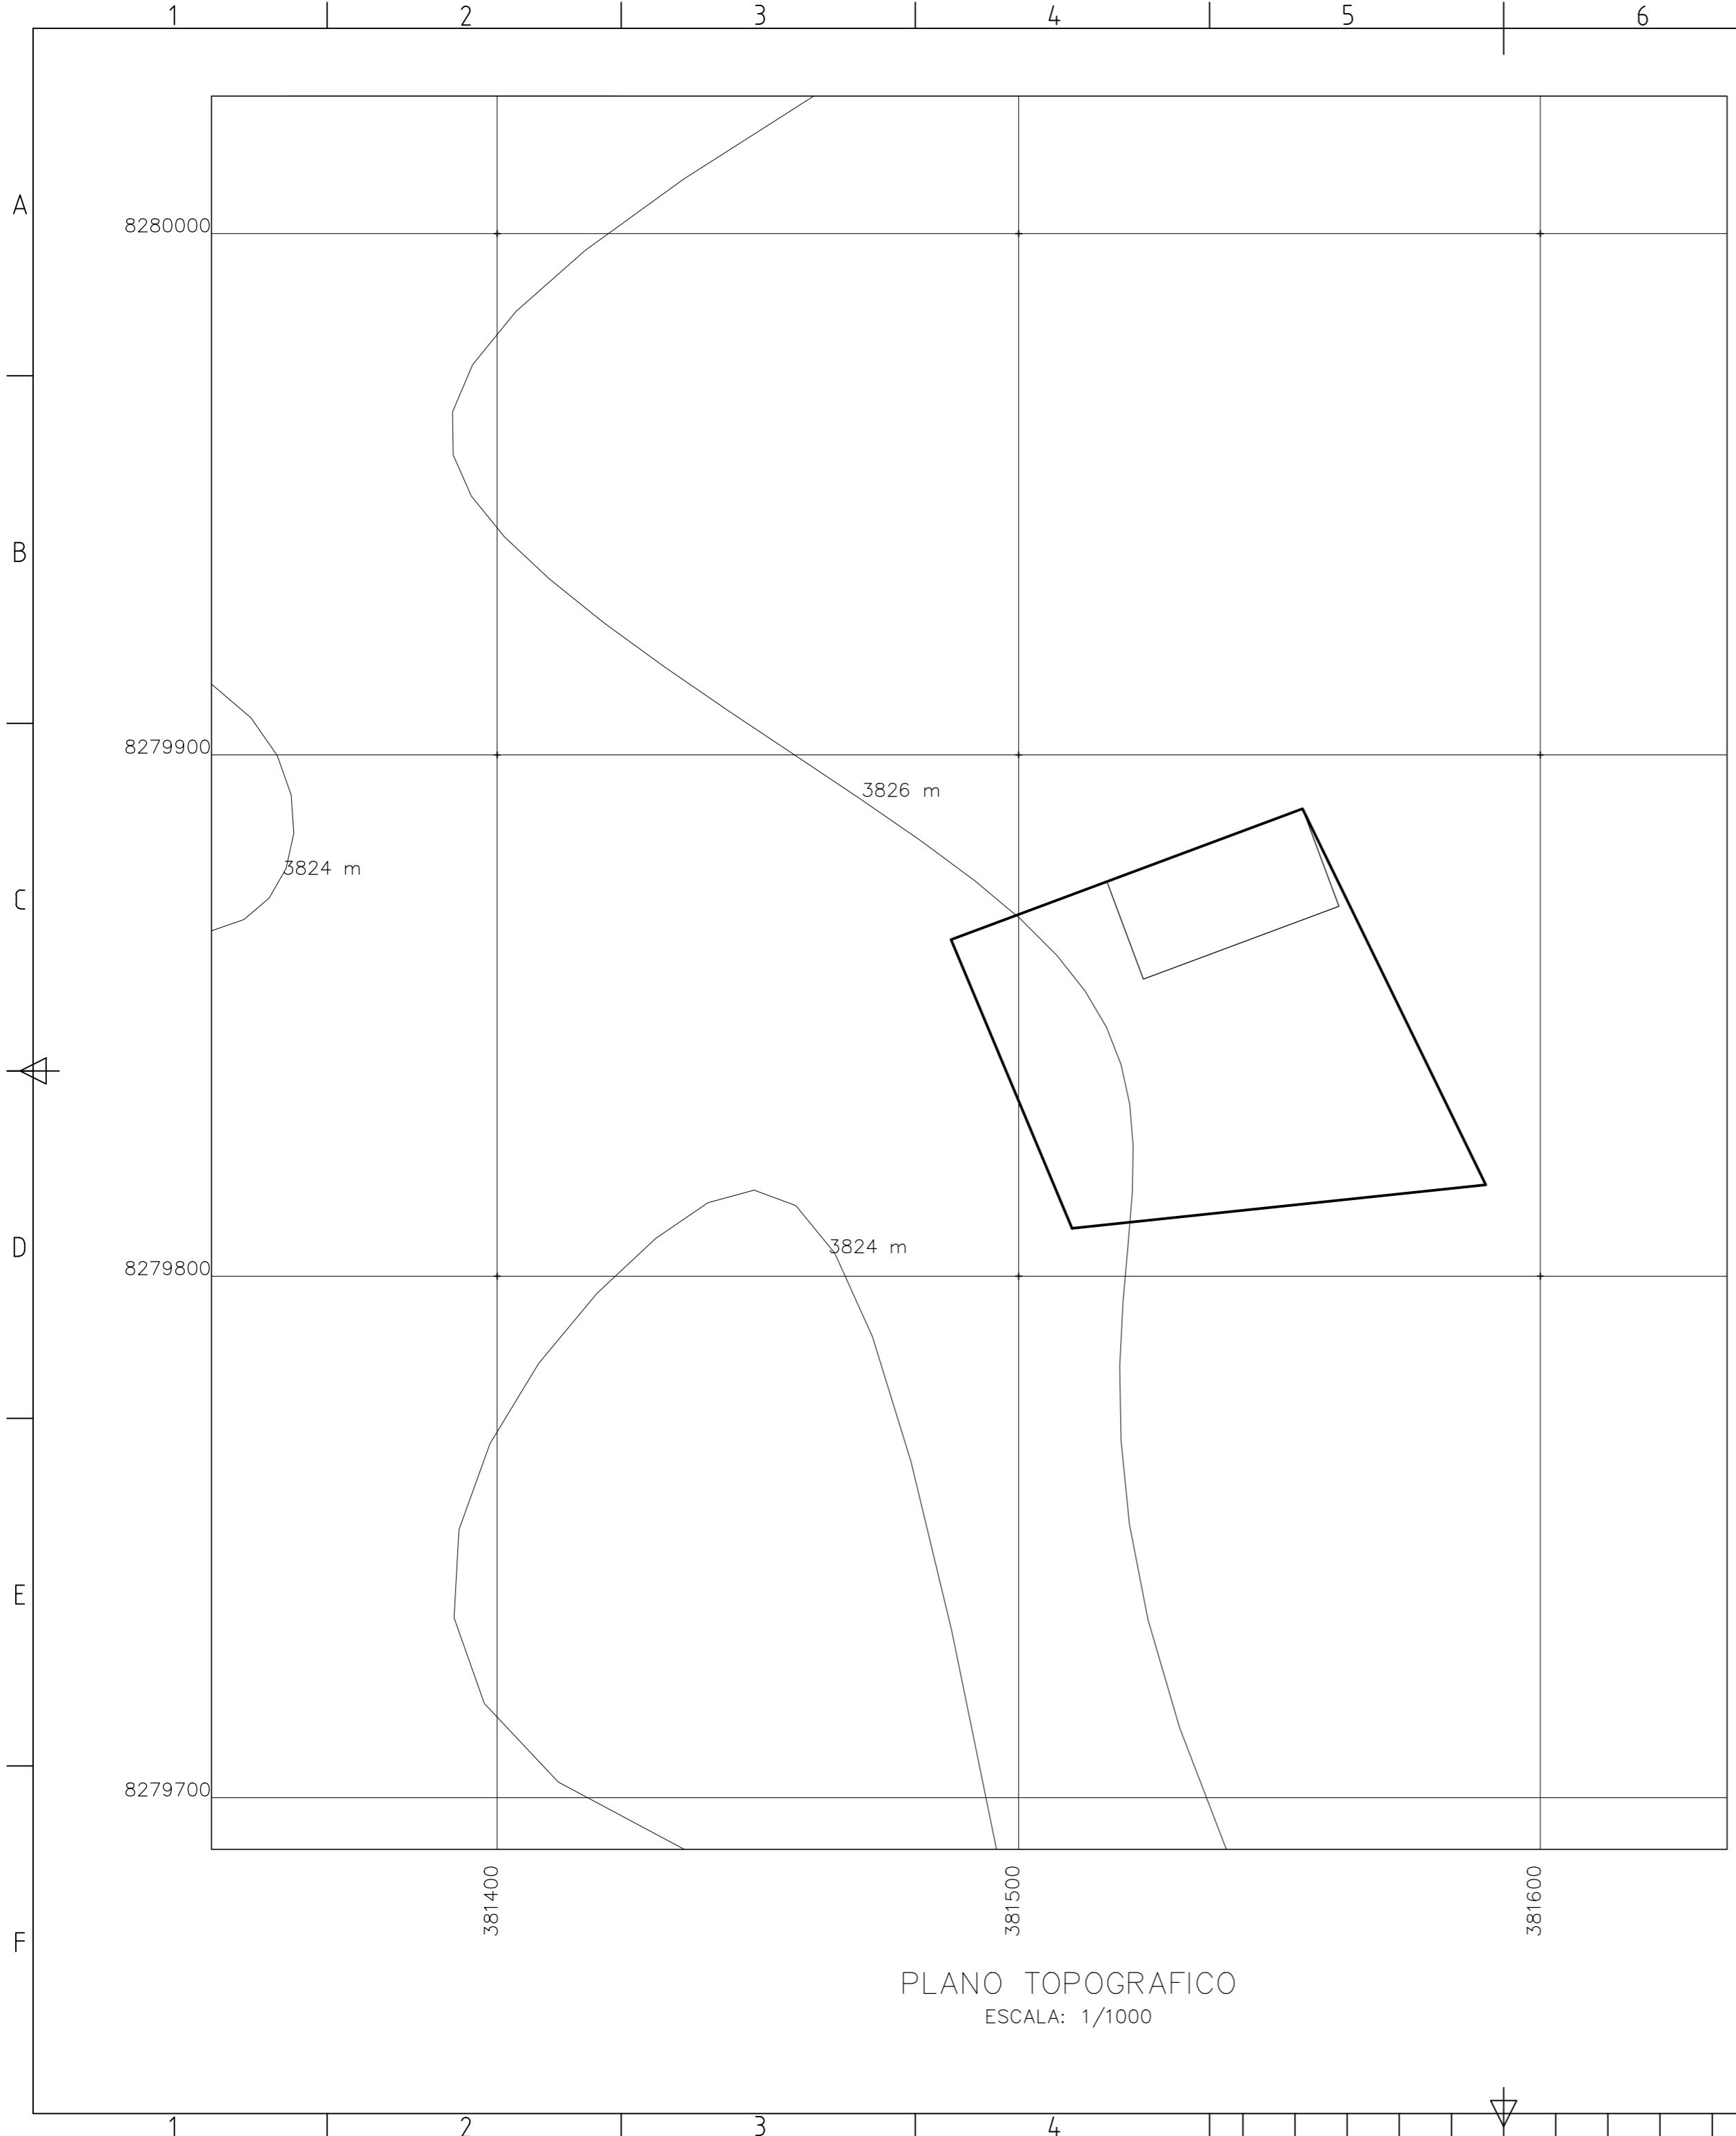 1 2 3 4 5 6
A
8280000
B
8279900
3826 m
3824 m
C
D
3824 m
8279800
E
8279700
381400 381500 381600
F
PLANO TOPOGRAFICO
ESCALA: 1/1000
1 2 3 4